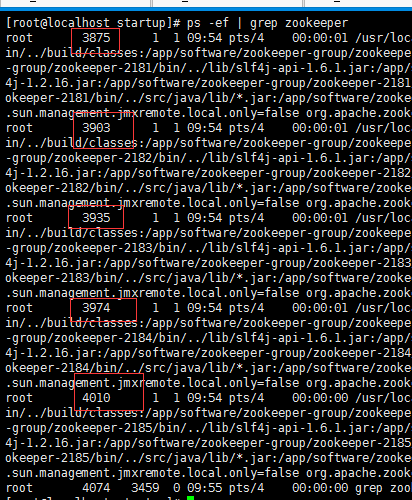 [root@localhost startup]# ps -ef | grep zookeeper
root 3875 1 1 09:54 pts/4 00:00:01 /usr/loc
in/../build/classes:/app/software/zookeeper-group/zookeeper
-group/zookeeper-2181/bin/../lib/slf4j-api-1.6.1.jar:/app/s
4j-1.2.16.jar:/app/software/zookeeper-group/zookeeper-2181
ookeeper-2181/bin/../src/java/lib/*.jar:/app/software/zooke
.sun.management.jmxremote.local.only=false org.apache.zook
root 3903 1 1 09:54 pts/4 00:00:01 /usr/loc
in/../build/classes:/app/software/zookeeper-group/zookeeper
-group/zookeeper-2182/bin/../lib/slf4j-api-1.6.1.jar:/app/s
4j-1.2.16.jar:/app/software/zookeeper-group/zookeeper-2182
ookeeper-2182/bin/../src/java/lib/*.jar:/app/software/zooke
.sun.management.jmxremote.local.only=false org.apache.zook
root 3935 1 1 09:54 pts/4 00:00:01 /usr/loc
in/../build/classes:/app/software/zookeeper-group/zookeeper
-group/zookeeper-2183/bin/../lib/slf4j-api-1.6.1.jar:/app/s
4j-1.2.16.jar:/app/software/zookeeper-group/zookeeper-2183
ookeeper-2183/bin/../src/java/lib/*.jar:/app/software/zooke
.sun.management.jmxremote.local.only=false org.apache.zook
root 3974 1 1 09:54 pts/4 00:00:01 /usr/loc
in/../build/classes:/app/software/zookeeper-group/zookeeper
-group/zookeeper-2184/bin/../lib/slf4j-api-1.6.1.jar:/app/s
4j-1.2.16.jar:/app/software/zookeeper-group/zookeeper-2184
ookeeper-2184/bin/../src/java/lib/*.jar:/app/software/zooke
.sun.management.jmxremote.local.only=false org.apache.zook
root 4010 1 1 09:54 pts/4 00:00:00 /usr/loc
in/../build/classes:/app/software/zookeeper-group/zookeeper
-group/zookeeper-2185/bin/../lib/slf4j-api-1.6.1.jar:/app/s
4j-1.2.16.jar:/app/software/zookeeper-group/zookeeper-2185
ookeeper-2185/bin/../src/java/lib/*.jar:/app/software/zooke
.sun.management.jmxremote.local.only=false org.apache.zook
root 4074 3459 0 09:55 pts/4 00:00:00 grep zoo